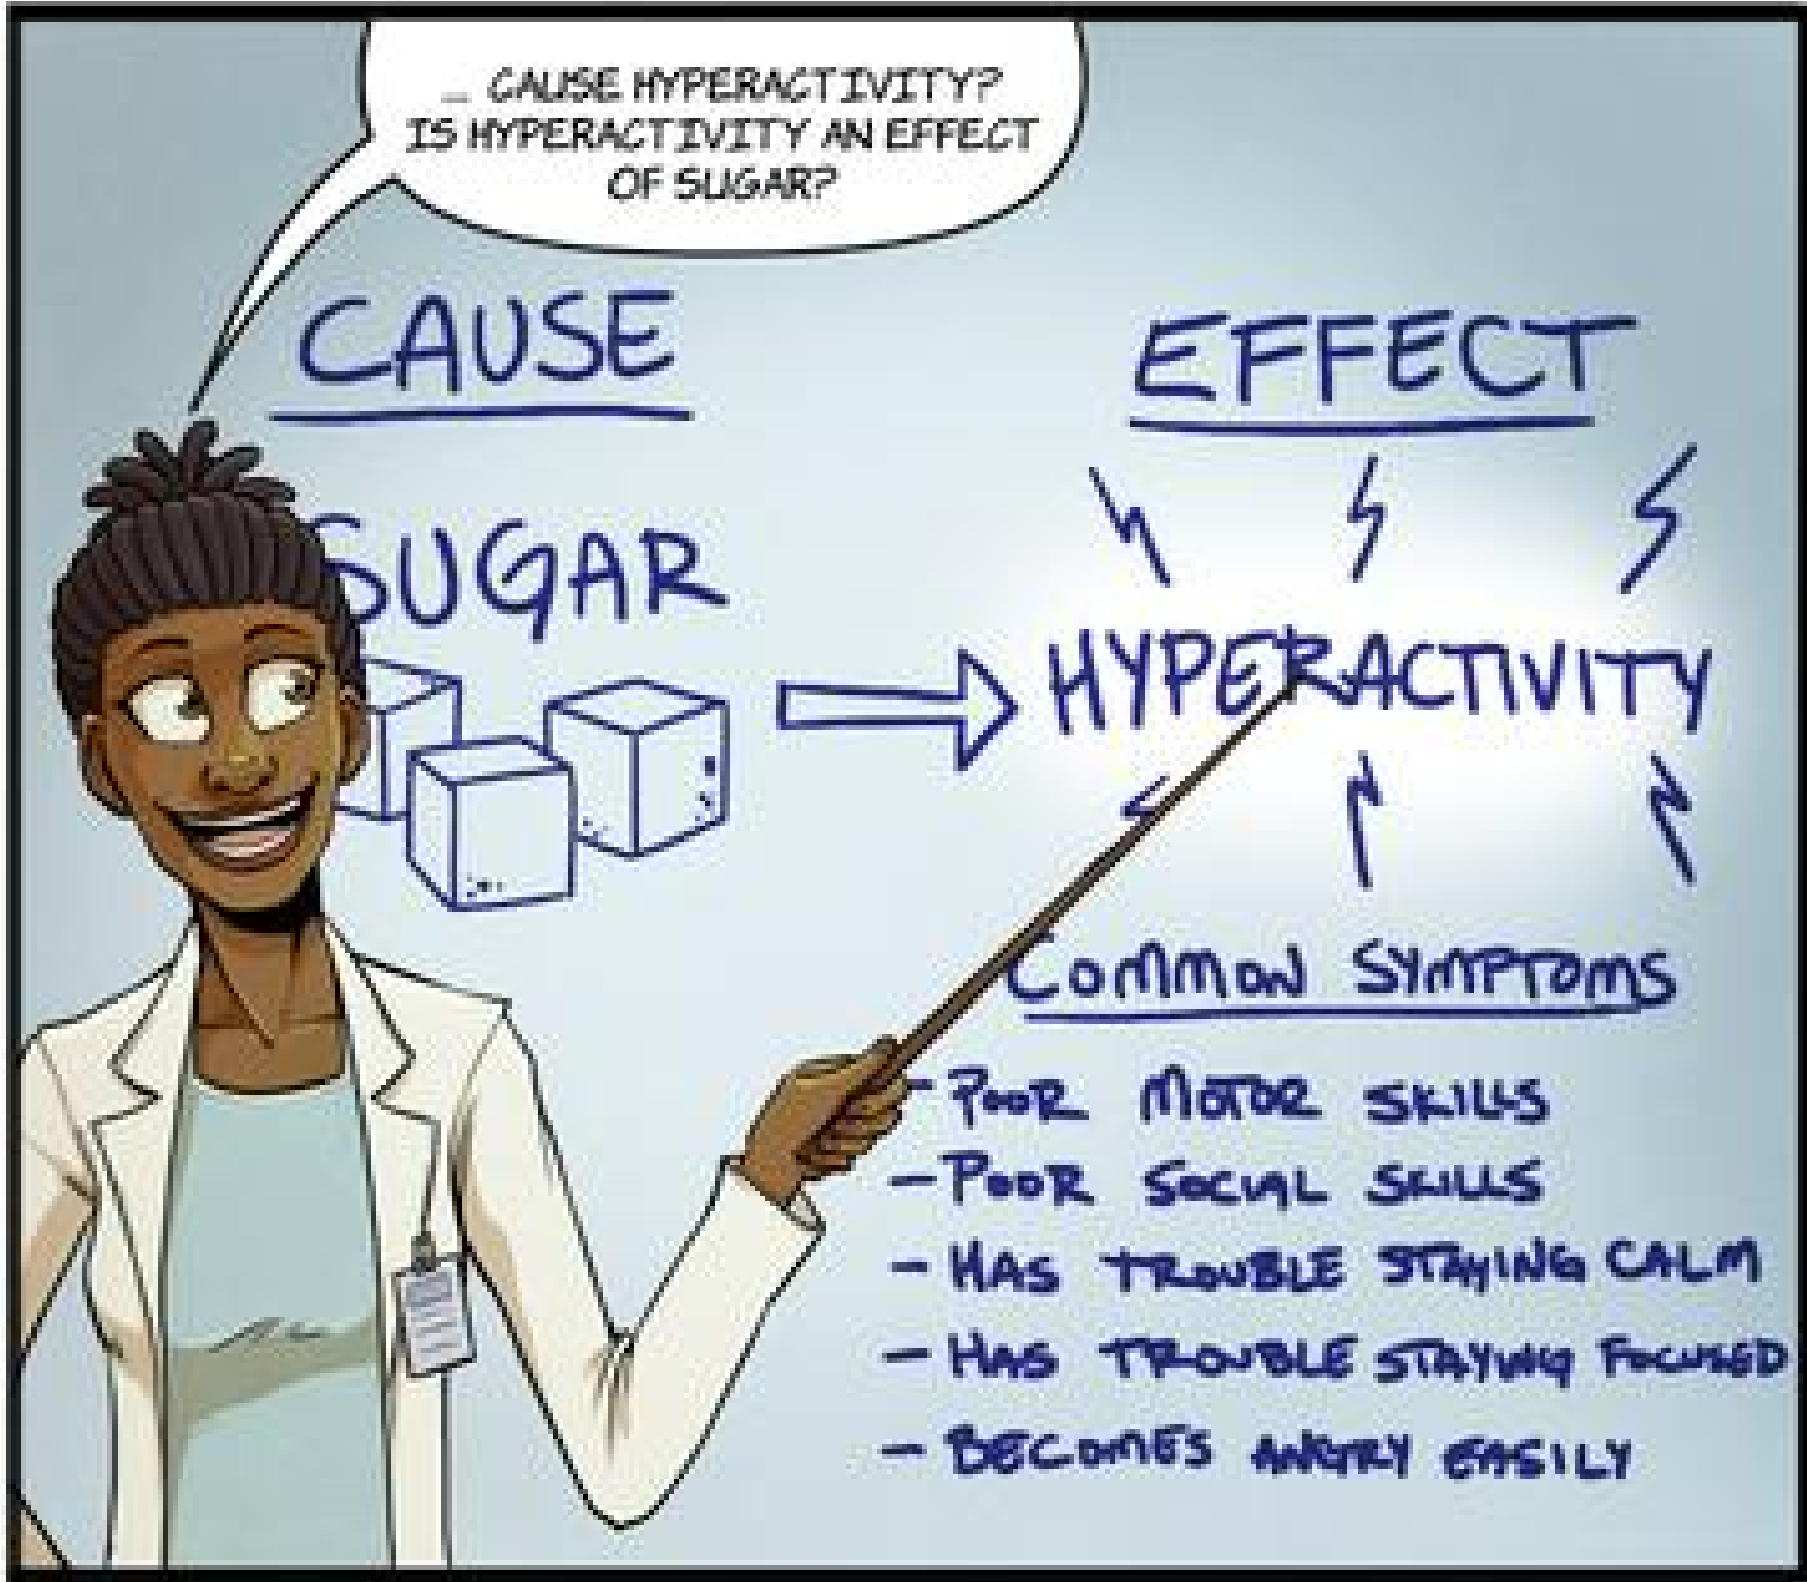 ... CAUSE HYPERACTIVITY?
IS HYPERACTIVITY AN EFFECT
OF SUGAR?
CAUSE
EFFECT
SUGAR
HYPERACTIVITY
COMMON SYMPTOMS
- POOR MOTOR SKILLS
- POOR SOCIAL SKILLS
- HAS TROUBLE STAYING CALM
- HAS TROUBLE STAYING FOCUSED
- BECOMES ANGRY EASILY